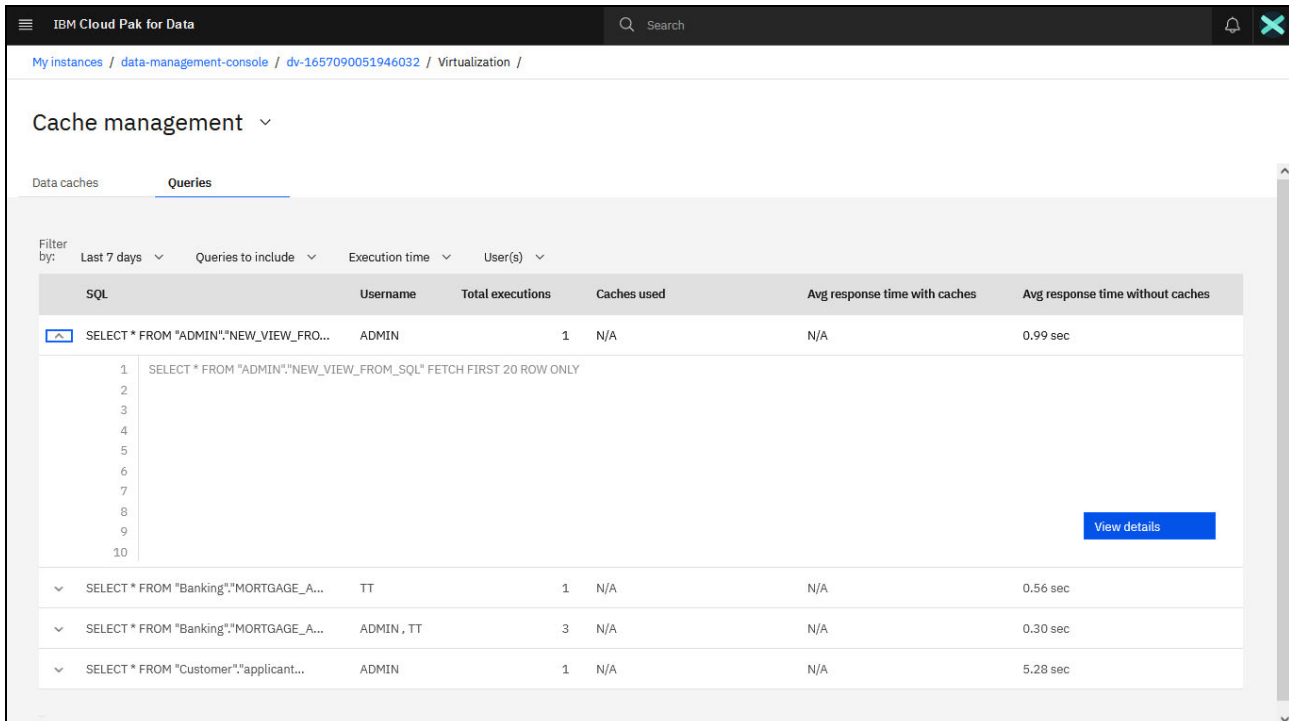 IBM Cloud Pak for Data
Search
My instances / data-management-console / dv-1657090051946032 / Virtualization /
Cache management
Data caches Queries
Filter by: Last 7 days Queries to include Execution time User(s)
SQL Username Total executions Caches used Avg response time with caches Avg response time without caches
SELECT * FROM "ADMIN"."NEW_VIEW_FRO... ADMIN 1 N/A N/A 0.99 sec
1 SELECT * FROM "ADMIN"."NEW_VIEW_FROM_SQL" FETCH FIRST 20 ROW ONLY
2
3
4
5
6
7
8
View details
9
10
SELECT * FROM "Banking"."MORTGAGE_A... TT 1 N/A N/A 0.56 sec
SELECT * FROM "Banking"."MORTGAGE_A... ADMIN , TT 3 N/A N/A 0.30 sec
SELECT * FROM "Customer"."applicant... ADMIN 1 N/A N/A 5.28 sec